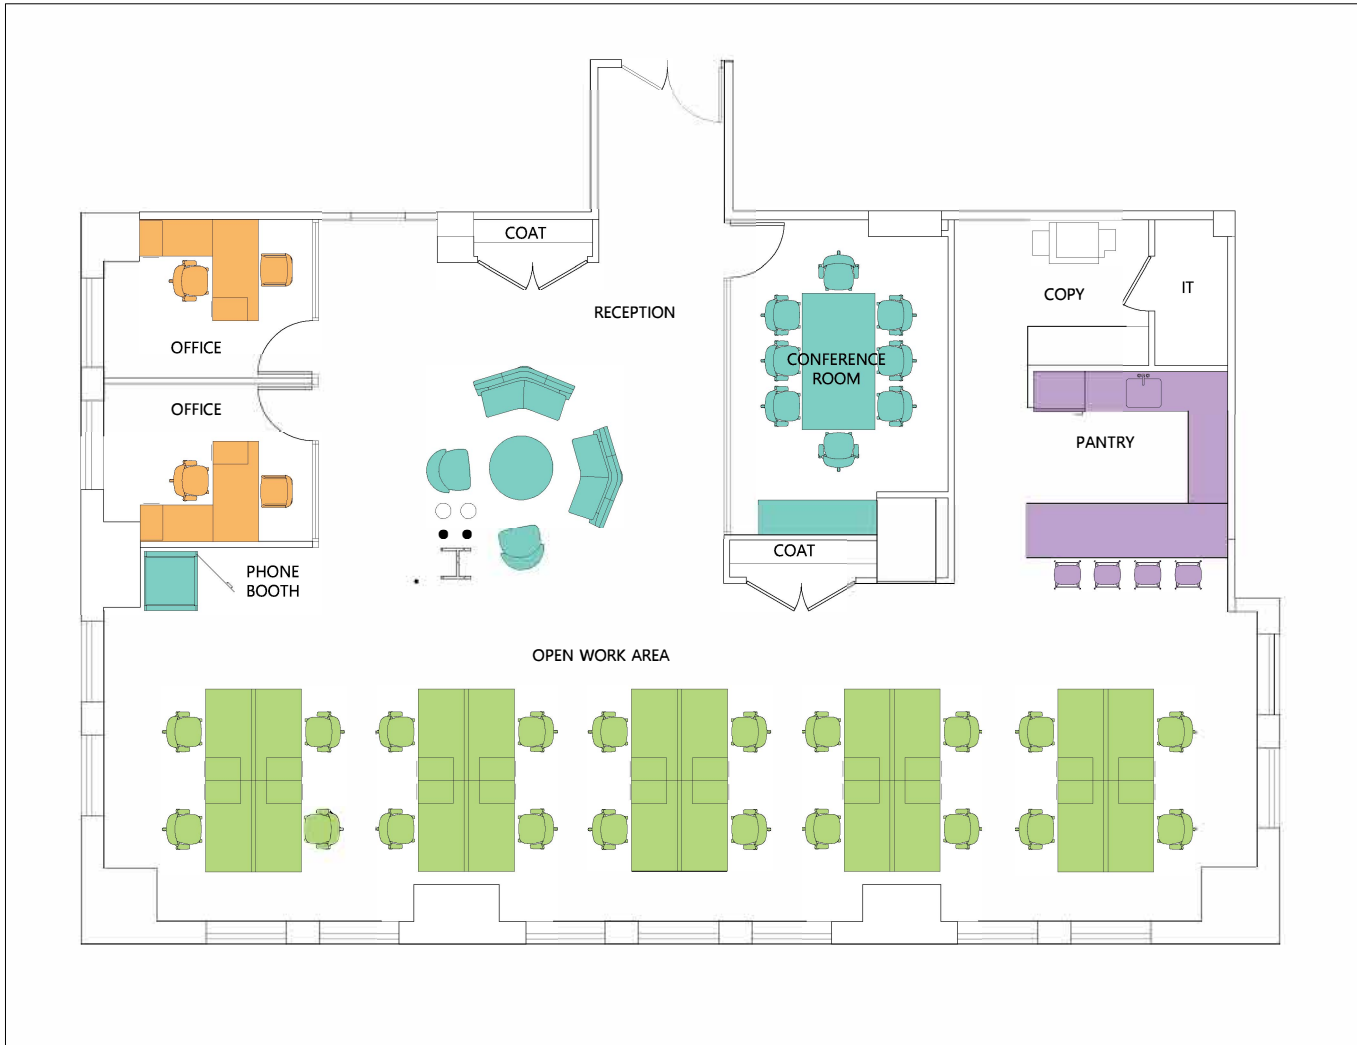 COAT
RECEPTION
OFFICE
OFFICE
CONFERENCE
ROOM
COPY
IT
PANTRY
COAT
PHONE
BOOTH
OPEN WORK AREA